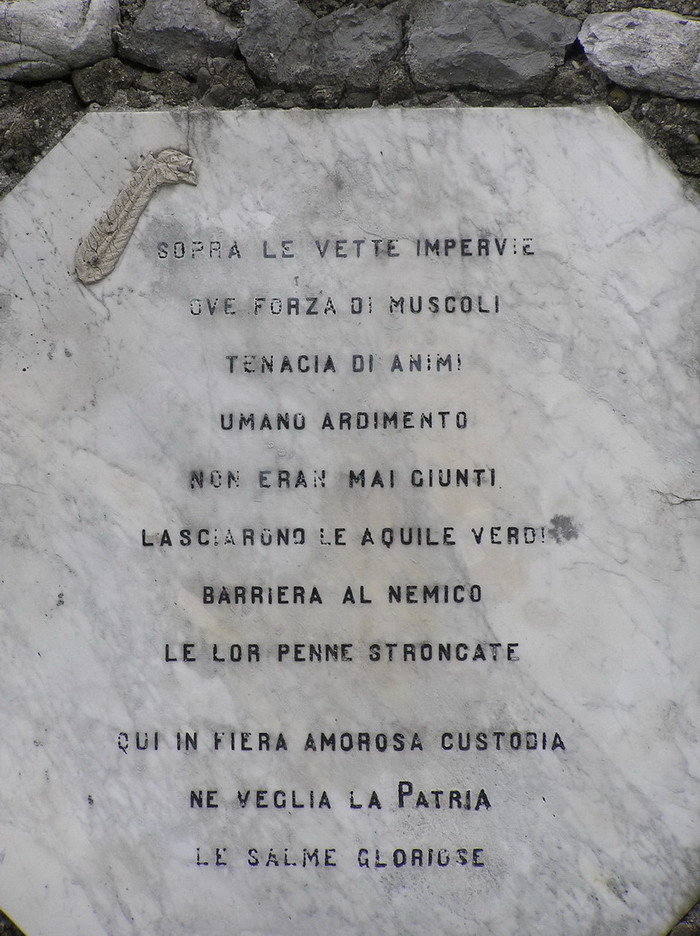 SOPRA LE VETTE IMPERVIE
OVE FORZA DI MUSCOLI
TENACIA DI ANIMI
UMANO ARDIMENTO
NON ERAN MAI GIUNTI
LASCIARONO LE AQUILE VERDI
BARRIERA AL NEMICO
LE LOR PENNE STRONCATE
QUI IN FIERA AMOROSA CUSTODIA
NE VEGLIA LA PATRIA
LE SALME GLORIOSE